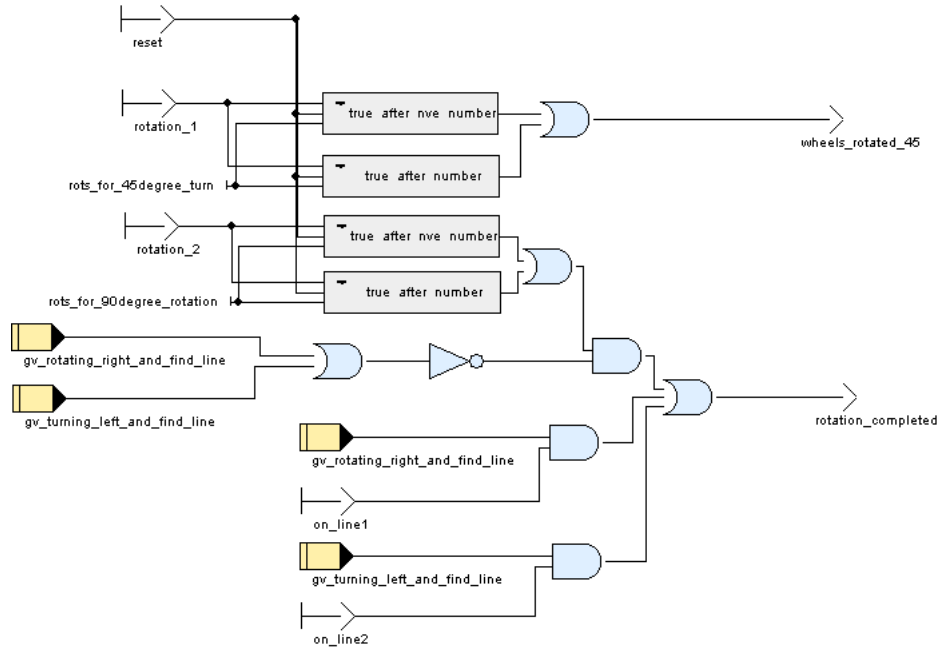 reset
true after nve number
rotation_1
wheels_rotated_45
true after number
rots_for_45degree_turn
true after nve number
rotation_2
true after number
rots_for_90degree_rotation
gv_rotating_right_and_find_line
gv_turning_left_and_find_line
rotation_completed
gv_rotating_right_and_find_line
on_line1
gv_turning_left_and_find_line
on_line2